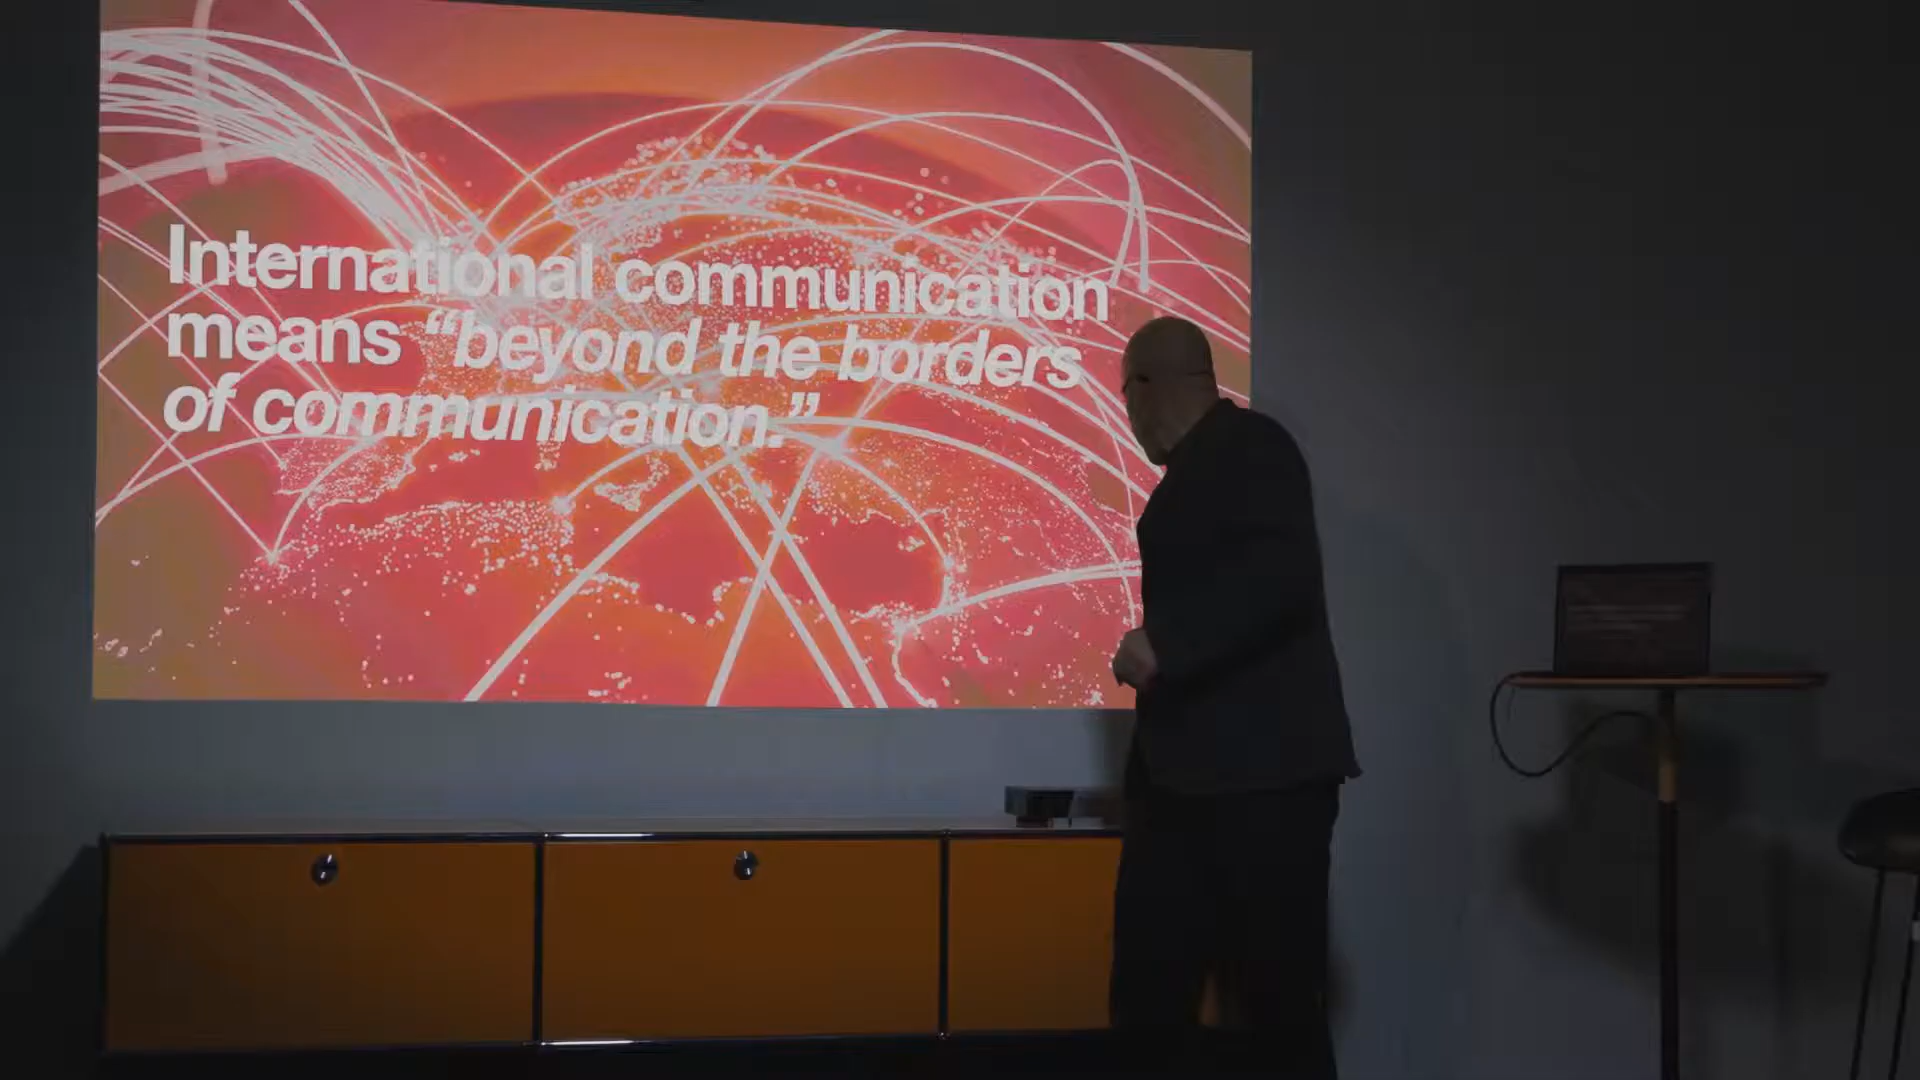 International communication
means “beyond the borders
of communication.”